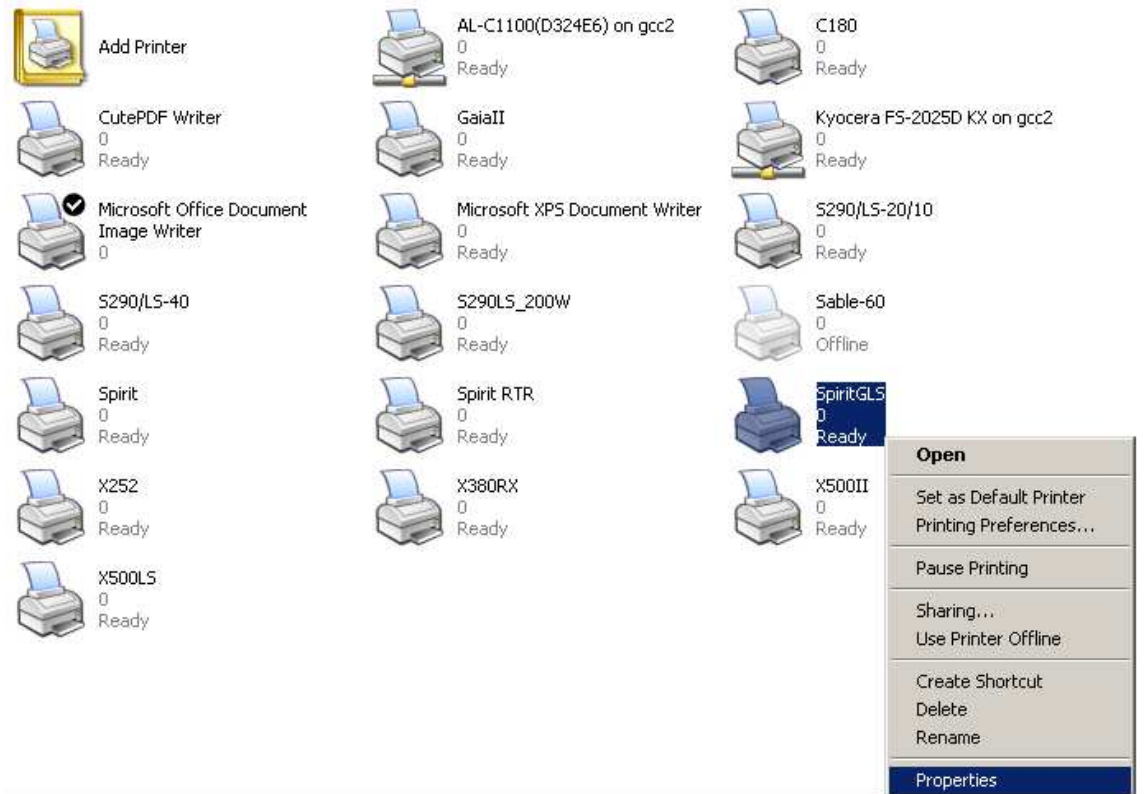 Add Printer
AL-C1100(D324E6) on gcc2
0
Ready
C180
0
Ready
CutePDF Writer
0
Ready
GaiaII
0
Ready
Kyocera FS-2025D KX on gcc2
0
Ready
Microsoft Office Document
Image Writer
0
Microsoft XPS Document Writer
0
Ready
S290/LS-20/10
0
Ready
S290/LS-40
0
Ready
S290LS_200W
0
Ready
Sable-60
0
Offline
Spirit
0
Ready
Spirit RTR
0
Ready
SpiritGLS
0
Ready
X252
0
Ready
X380RX
0
Ready
X500II
0
Ready
X500LS
0
Ready
Open
Set as Default Printer
Printing Preferences...
Pause Printing
Sharing...
Use Printer Offline
Create Shortcut
Delete
Rename
Properties